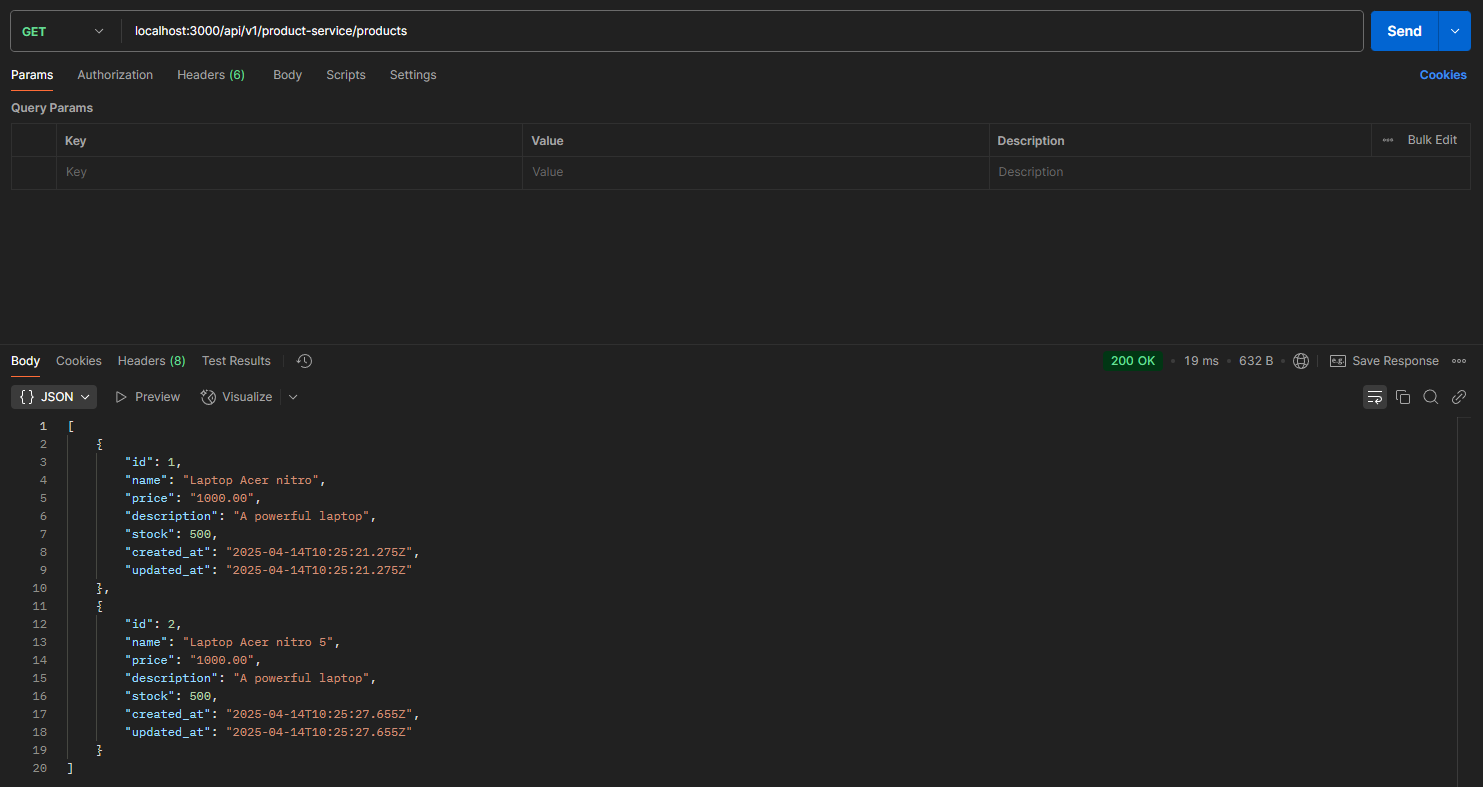 GET localhost:3000/api/v1/product-service/products Send
Params Authorization Headers (6) Body Scripts Settings Cookies
Query Params
Key Value Description Bulk Edit
Key Value Description
Body Cookies Headers (8) Test Results 200 OK 19 ms 632 B e.g. Save Response
{} JSON Preview Visualize
1 [
2 {
3 "id": 1,
4 "name": "Laptop Acer nitro",
5 "price": "1000.00",
6 "description": "A powerful laptop",
7 "stock": 500,
8 "created_at": "2025-04-14T10:25:21.275Z",
9 "updated_at": "2025-04-14T10:25:21.275Z"
10 },
11 {
12 "id": 2,
13 "name": "Laptop Acer nitro 5",
14 "price": "1000.00",
15 "description": "A powerful laptop",
16 "stock": 500,
17 "created_at": "2025-04-14T10:25:27.655Z",
18 "updated_at": "2025-04-14T10:25:27.655Z"
19 }
20 ]